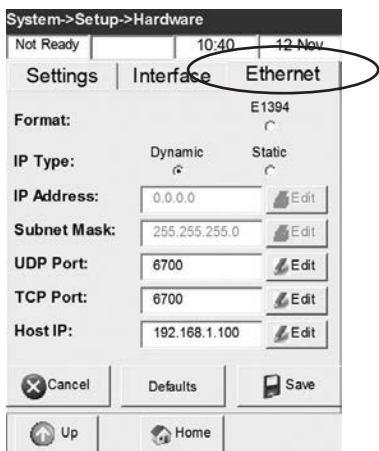 System->Setup->Hardware
Not Ready 10:40 12 Nov
Settings Interface Ethernet
Format: E1394
IP Type: Dynamic Static
IP Address: 0.0.0.0 Edit
Subnet Mask: 255.255.255.0 Edit
UDP Port: 6700 Edit
TCP Port: 6700 Edit
Host IP: 192.168.1.100 Edit
Cancel Defaults Save
Up Home